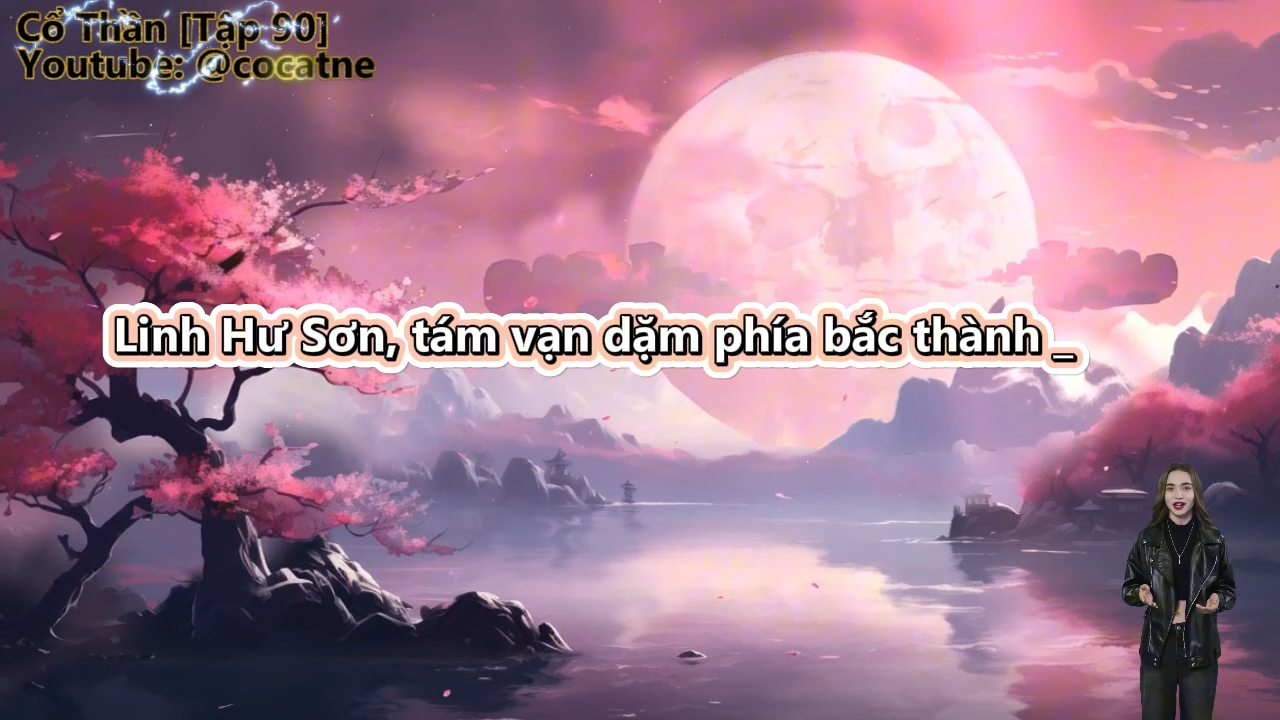 Cổ Thần [Tập 90]
Youtube: @cocatne
Linh Hư Sơn, tám vạn dặm phía bắc thành _